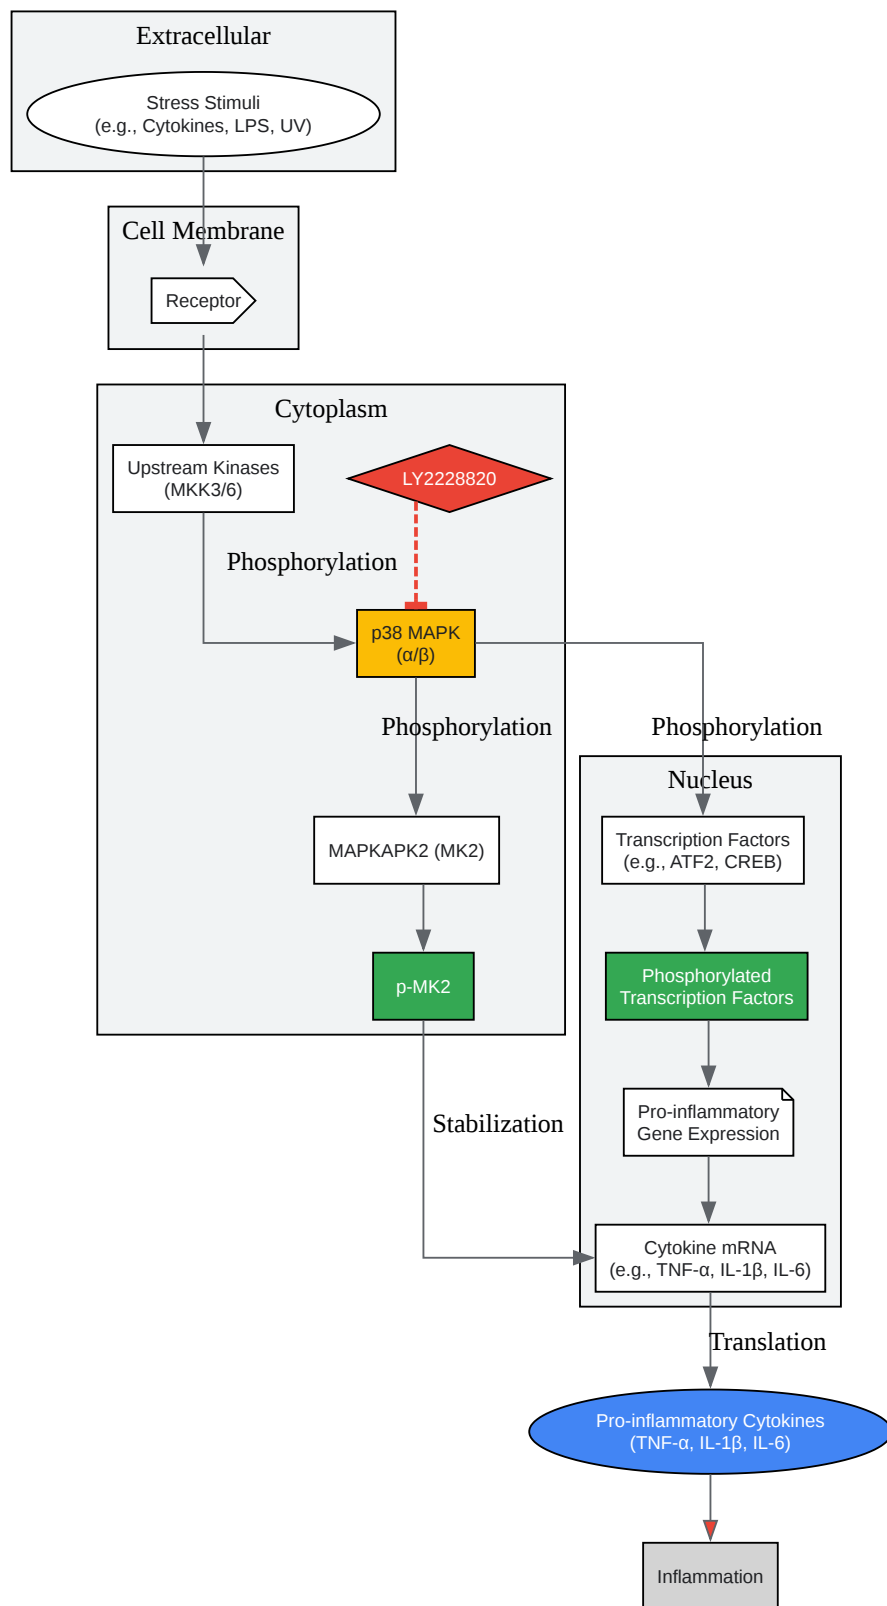 Extracellular
Stress Stimuli
(e.g., Cytokines, LPS, UV)
Cell Membrane
Receptor
Cytoplasm
Upstream Kinases
(MKK3/6)
LY2228820
Phosphorylation
p38 MAPK
(α/β)
Phosphorylation
Phosphorylation
Nucleus
MAPKAPK2 (MK2)
Transcription Factors
(e.g., ATF2, CREB)
p-MK2
Phosphorylated
Transcription Factors
Stabilization
Pro-inflammatory
Gene Expression
Cytokine mRNA
(e.g., TNF-α, IL-1β, IL-6)
Translation
Pro-inflammatory Cytokines
(TNF-α, IL-1β, IL-6)
Inflammation